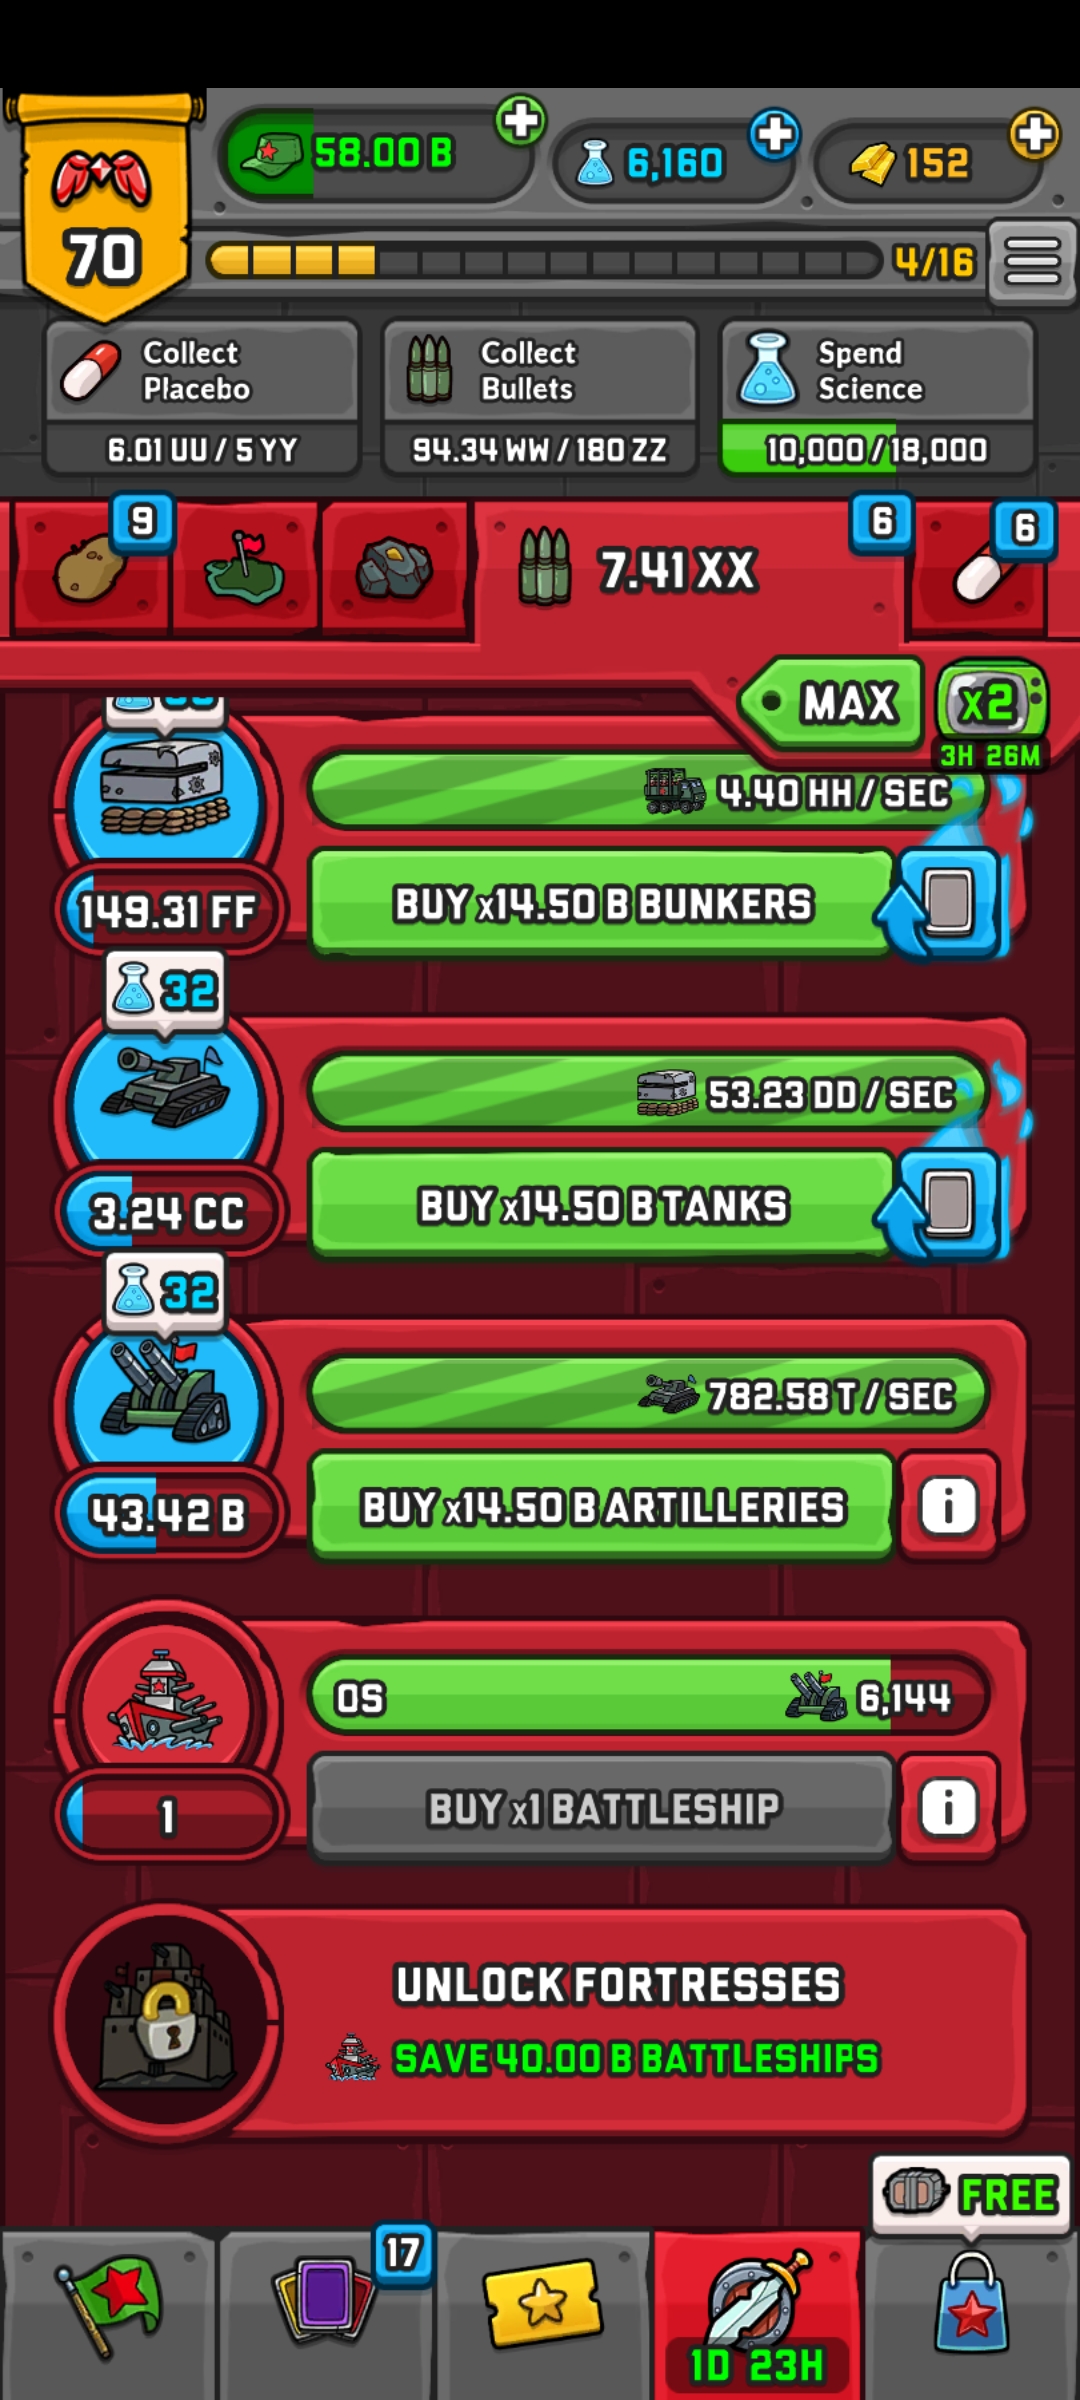 58.00 B
6,160
152
70
4/16
Collect
Placebo
6.01 UU / 5 YY
Collect
Bullets
94.34 WW / 180 ZZ
Spend
Science
10,000 / 18,000
9
7.41 XX
6
6
MAX
x2
3H 26M
4.40 HH / SEC
149.31 FF
BUY x14.50 B BUNKERS
32
53.23 DD / SEC
3.24 CC
BUY x14.50 B TANKS
32
782.58 T / SEC
43.42 B
BUY x14.50 B ARTILLERIES
i
0S
6,144
1
BUY x1 BATTLESHIP
i
UNLOCK FORTRESSES
SAVE 40.00 B BATTLESHIPS
FREE
17
1D 23H